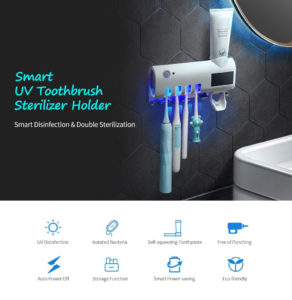 Smart
UV Toothbrush
Sterilizer Holder
Smart Disinfection & Double Sterilization
UV Disinfection
Isolated Bacteria
Self-squeezing Toothpaste
Free of Punching
Auto Power Off
Storage Function
Smart Power-saving
Eco-friendly